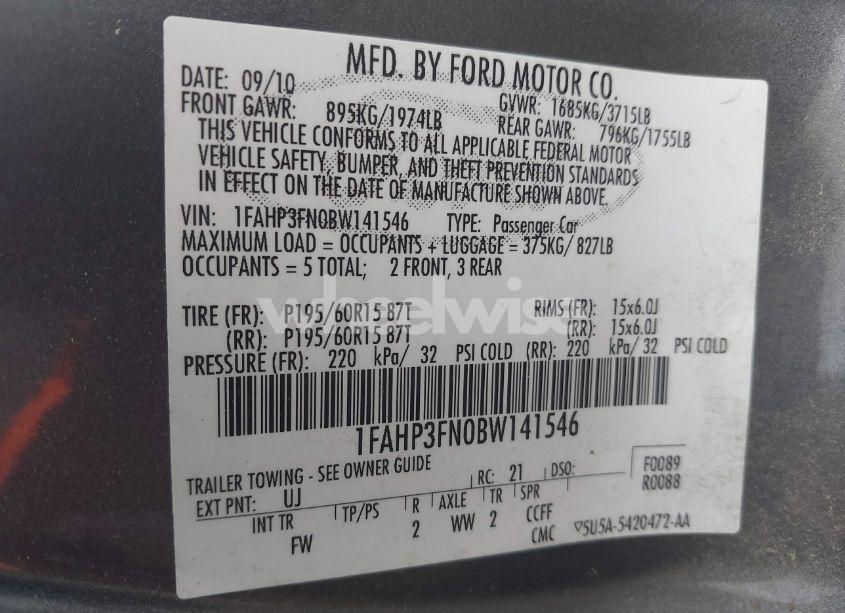 MFD. BY FORD MOTOR CO.
DATE: 09/10 GVWR: 1685KG/3715LB
FRONT GAWR: 895KG/1974LB REAR GAWR: 796KG/1755LB
THIS VEHICLE CONFORMS TO ALL APPLICABLE FEDERAL MOTOR
VEHICLE SAFETY, BUMPER, AND THEFT PREVENTION STANDARDS
IN EFFECT ON THE DATE OF MANUFACTURE SHOWN ABOVE.
VIN: 1FAHP3FN0BW141546 TYPE: Passenger Car
MAXIMUM LOAD = OCCUPANTS + LUGGAGE = 375KG/ 827LB
OCCUPANTS = 5 TOTAL; 2 FRONT, 3 REAR
wheelwise
TIRE (FR): P195/60R15 87T RIMS (FR): 15x6.0J
(RR): P195/60R15 87T (RR): 15x6.0J
PRESSURE (FR): 220 kPa/ 32 PSI COLD (RR): 220 kPa/ 32 PSI COLD
1FAHP3FN0BW141546
TRAILER TOWING - SEE OWNER GUIDE RC: 21 DSO: F0089
EXT PNT: UJ R0088
INT TR TP/PS R AXLE TR SPR
FW 2 WW 2 CCFF
CMC 5U5A-5420472-AA